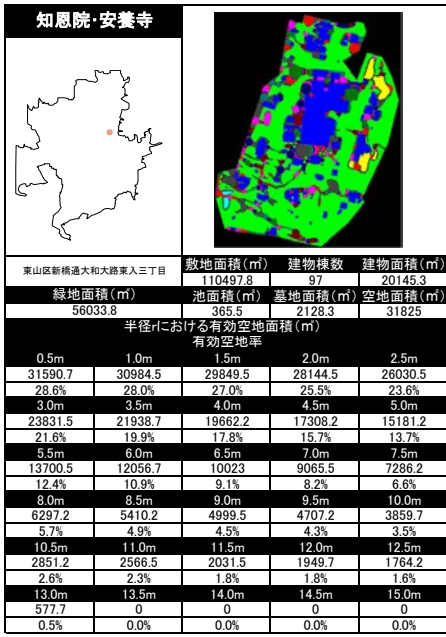 知恩院・安養寺
東山区新橋通大和大路東入三丁目
敷地面積(㎡) 建物棟数 建物面積(㎡)
110497.8 97 20145.3
緑地面積(㎡) 池面積(㎡) 墓地面積(㎡) 空地面積(㎡)
56033.8 365.5 2128.3 31825
半径rにおける有効空地面積(㎡)
有効空地率
0.5m 1.0m 1.5m 2.0m 2.5m
31590.7 30984.5 29849.5 28144.5 26030.5
28.6% 28.0% 27.0% 25.5% 23.6%
3.0m 3.5m 4.0m 4.5m 5.0m
23831.5 21938.7 19662.2 17308.2 15181.2
21.6% 19.9% 17.8% 15.7% 13.7%
5.5m 6.0m 6.5m 7.0m 7.5m
13700.5 12056.7 10023 9065.5 7286.2
12.4% 10.9% 9.1% 8.2% 6.6%
8.0m 8.5m 9.0m 9.5m 10.0m
6297.2 5410.2 4999.5 4707.2 3859.7
5.7% 4.9% 4.5% 4.3% 3.5%
10.5m 11.0m 11.5m 12.0m 12.5m
2851.2 2566.5 2031.5 1949.7 1764.2
2.6% 2.3% 1.8% 1.8% 1.6%
13.0m 13.5m 14.0m 14.5m 15.0m
577.7 0 0 0 0
0.5% 0.0% 0.0% 0.0% 0.0%